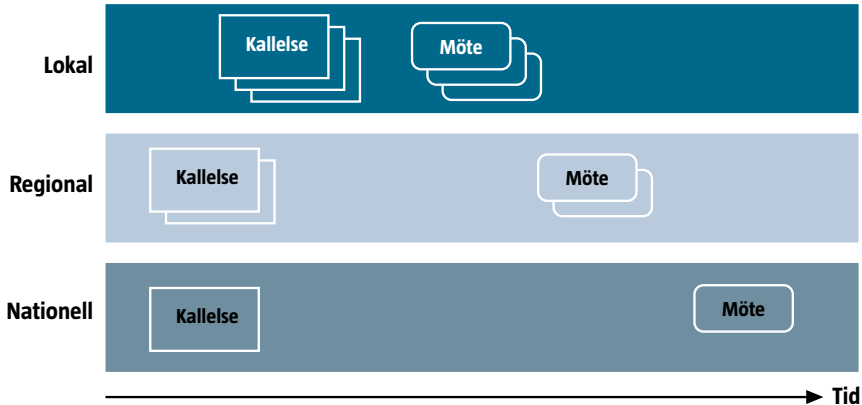 Lokal
Kallelse
Möte
Regional
Kallelse
Möte
Nationell
Kallelse
Möte
Tid